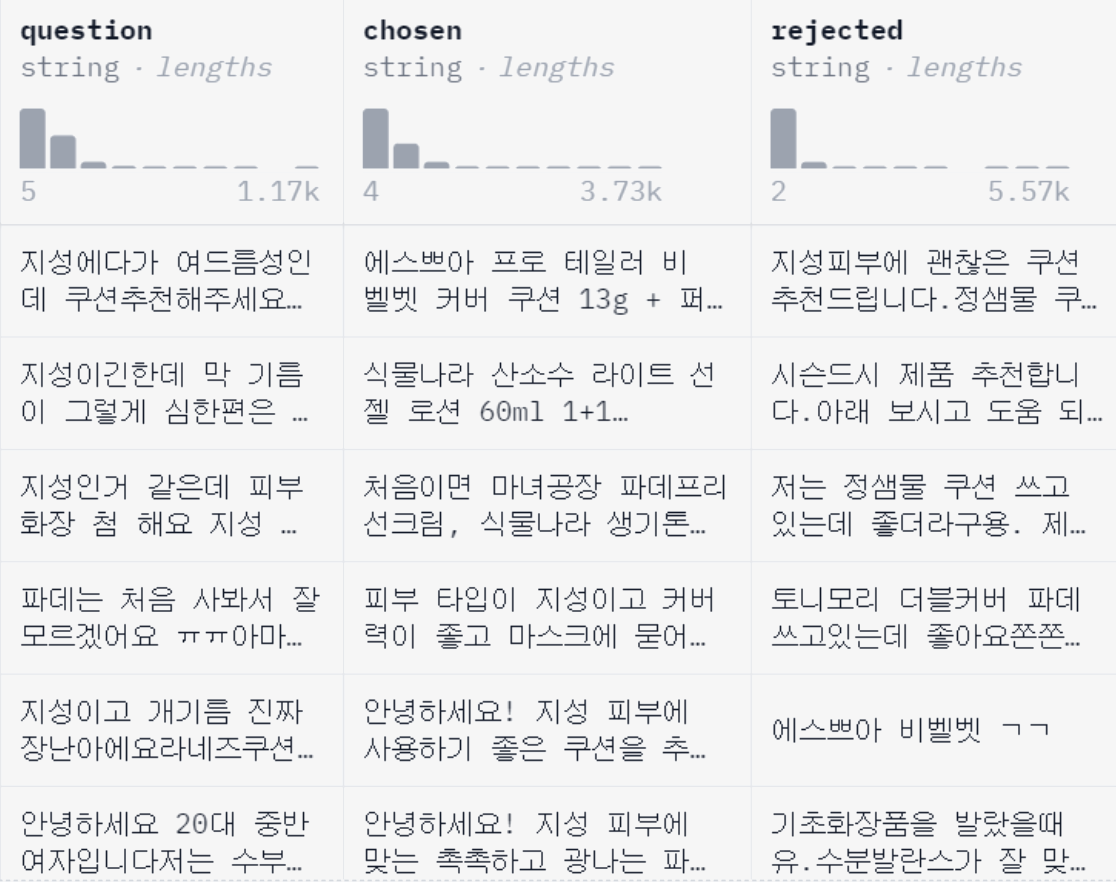 question
string · lengths
5 1.17k
chosen
string · lengths
4 3.73k
rejected
string · lengths
2 5.57k
지성에다가 여드름성인
데 쿠션추천해주세요…
에스쁘아 프로 테일러 비
벨벳 커버 쿠션 13g + 퍼…
지성피부에 괜찮은 쿠션
추천드립니다.정샘물 쿠…
지성이긴한데 막 기름
이 그렇게 심한편은 …
식물나라 산소수 라이트 선
젤 로션 60ml 1+1…
시슨드시 제품 추천합니
다.아래 보시고 도움 되…
지성인거 같은데 피부
화장 첨 해요 지성 …
처음이면 마녀공장 파데프리
선크림, 식물나라 생기톤…
저는 정샘물 쿠션 쓰고
있는데 좋더라구용. 제…
파데는 처음 사봐서 잘
모르겠어요 ㅠㅠ아마…
피부 타입이 지성이고 커버
력이 좋고 마스크에 묻어…
토니모리 더블커버 파데
쓰고있는데 좋아요쫀쫀…
지성이고 개기름 진짜
장난아에요라네즈쿠션…
안녕하세요! 지성 피부에
사용하기 좋은 쿠션을 추…
에스쁘아 비벨벳 ㄱㄱ
안녕하세요 20대 중반
여자입니다저는 수부…
안녕하세요! 지성 피부에
맞는 촉촉하고 광나는 파…
기초화장품을 발랐을때
유.수분발란스가 잘 맞…